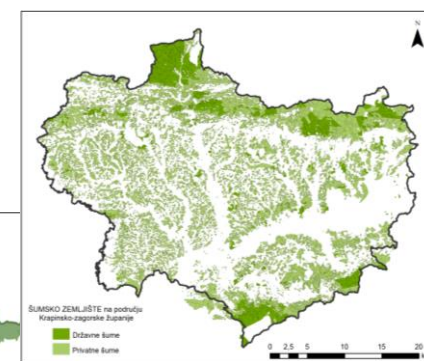 N
ŠUMSKO ZEMLJIŠTE na području
Krapinsko-zagorske županije
Državne šume
Privatne šume
0 2.5 5 10 15 20